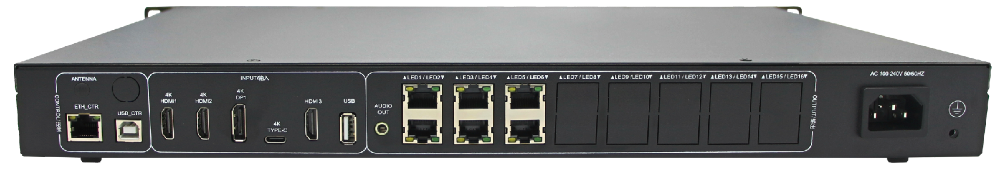 ANTENNA
ETH_CTR
USB_CTR
CONTROL/控制
INPUT/输入
4K
HDMI1
4K
HDMI2
4K
DP1
4K
TYPE-C
HDMI3
USB
AUDIO
OUT
▲LED1 / LED2▼
▲LED3 / LED4▼
▲LED5 / LED6▼
▲LED7 / LED8▼
▲LED9 /LED10▼
▲LED11 / LED12▼
▲LED13 / LED14▼
▲LED15 / LED16▼
OUTPUT/输出
AC 100-240V 50/60HZ